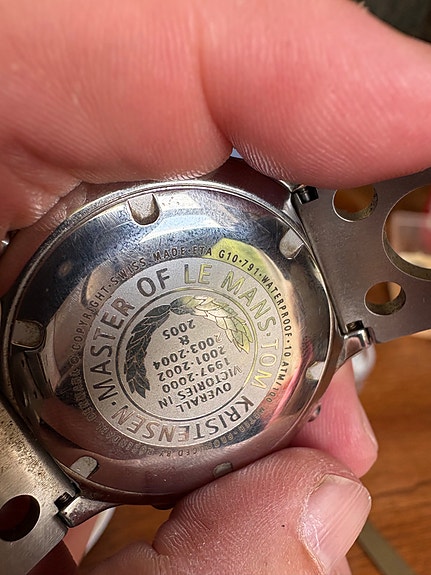 COPYRIGHT·SWISS MADE·ETA G10·791·WATERPROOF·10 ATM/100
MASTER OF LE MANS TOM
KRISTENSEN
OVERALL
VICTORIES IN
1997-2000
2001-2002
2003-2004
&
2005